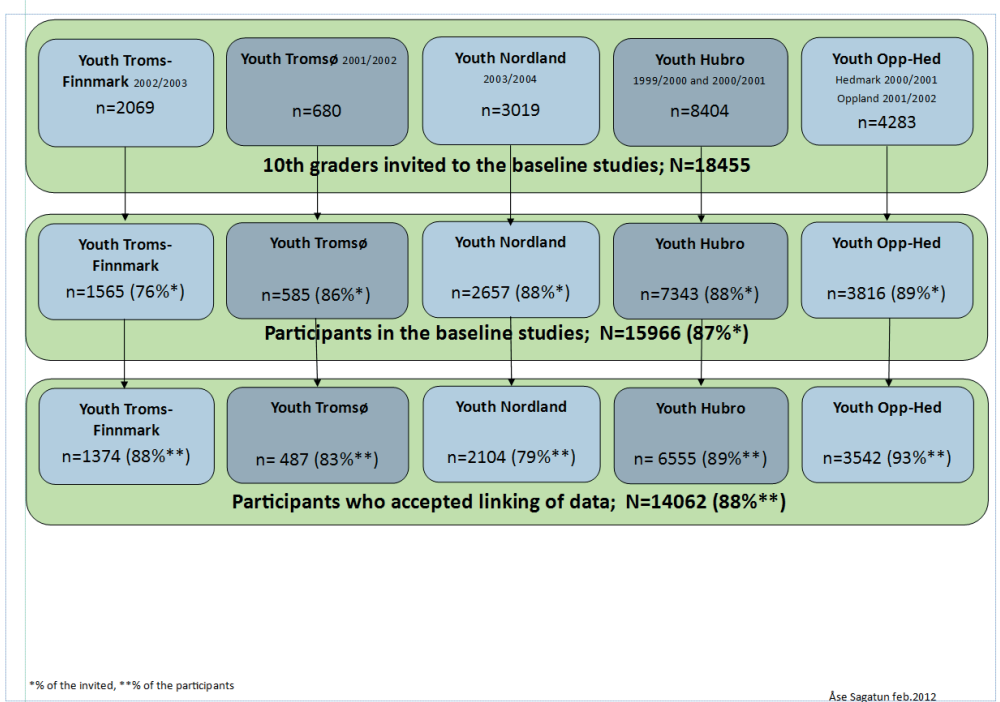 Youth Troms-
Finnmark 2002/2003
n=2069
Youth Tromsø 2001/2002
n=680
Youth Nordland
2003/2004
n=3019
Youth Hubro
1999/2000 and 2000/2001
n=8404
Youth Opp-Hed
Hedmark 2000/2001
Oppland 2001/2002
n=4283
10th graders invited to the baseline studies; N=18455
Youth Troms-
Finnmark
n=1565 (76%*)
Youth Tromsø
n=585 (86%*)
Youth Nordland
n=2657 (88%*)
Youth Hubro
n=7343 (88%*)
Youth Opp-Hed
n=3816 (89%*)
Participants in the baseline studies; N=15966 (87%*)
Youth Troms-
Finnmark
n=1374 (88%**)
Youth Tromsø
n= 487 (83%**)
Youth Nordland
n=2104 (79%**)
Youth Hubro
n= 6555 (89%**)
Youth Opp-Hed
n=3542 (93%**)
Participants who accepted linking of data; N=14062 (88%**)
*% of the invited, **% of the participants
Åse Sagatun feb.2012